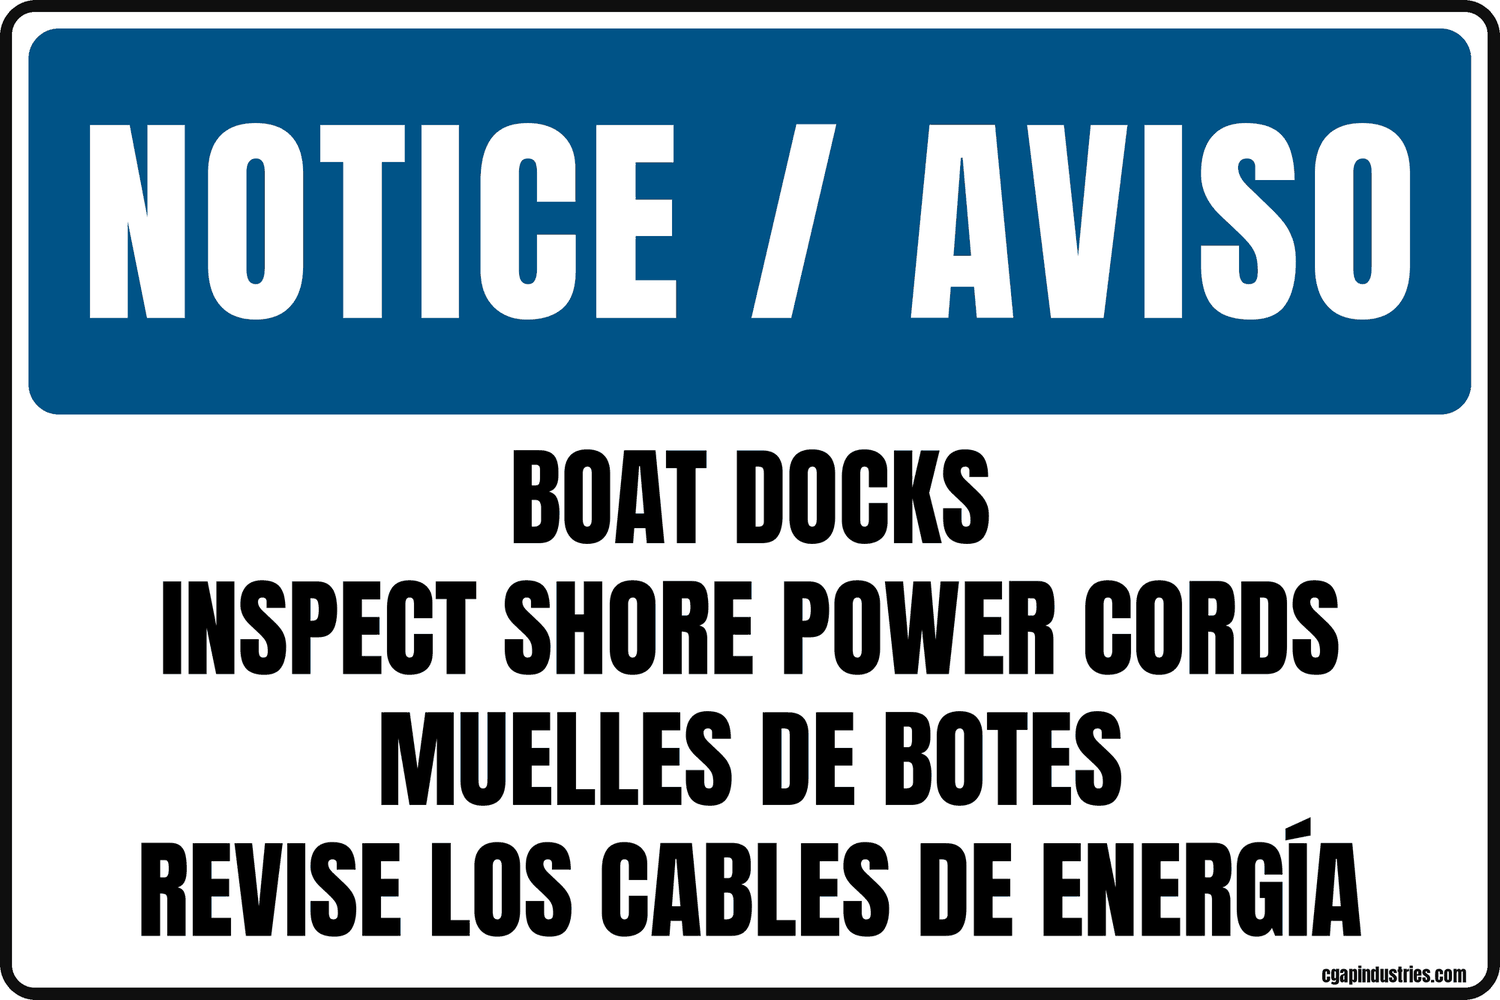 NOTICE / AVISO
BOAT DOCKS
INSPECT SHORE POWER CORDS
MUELLES DE BOTES
REVISE LOS CABLES DE ENERGÍA
cgapindustries.com